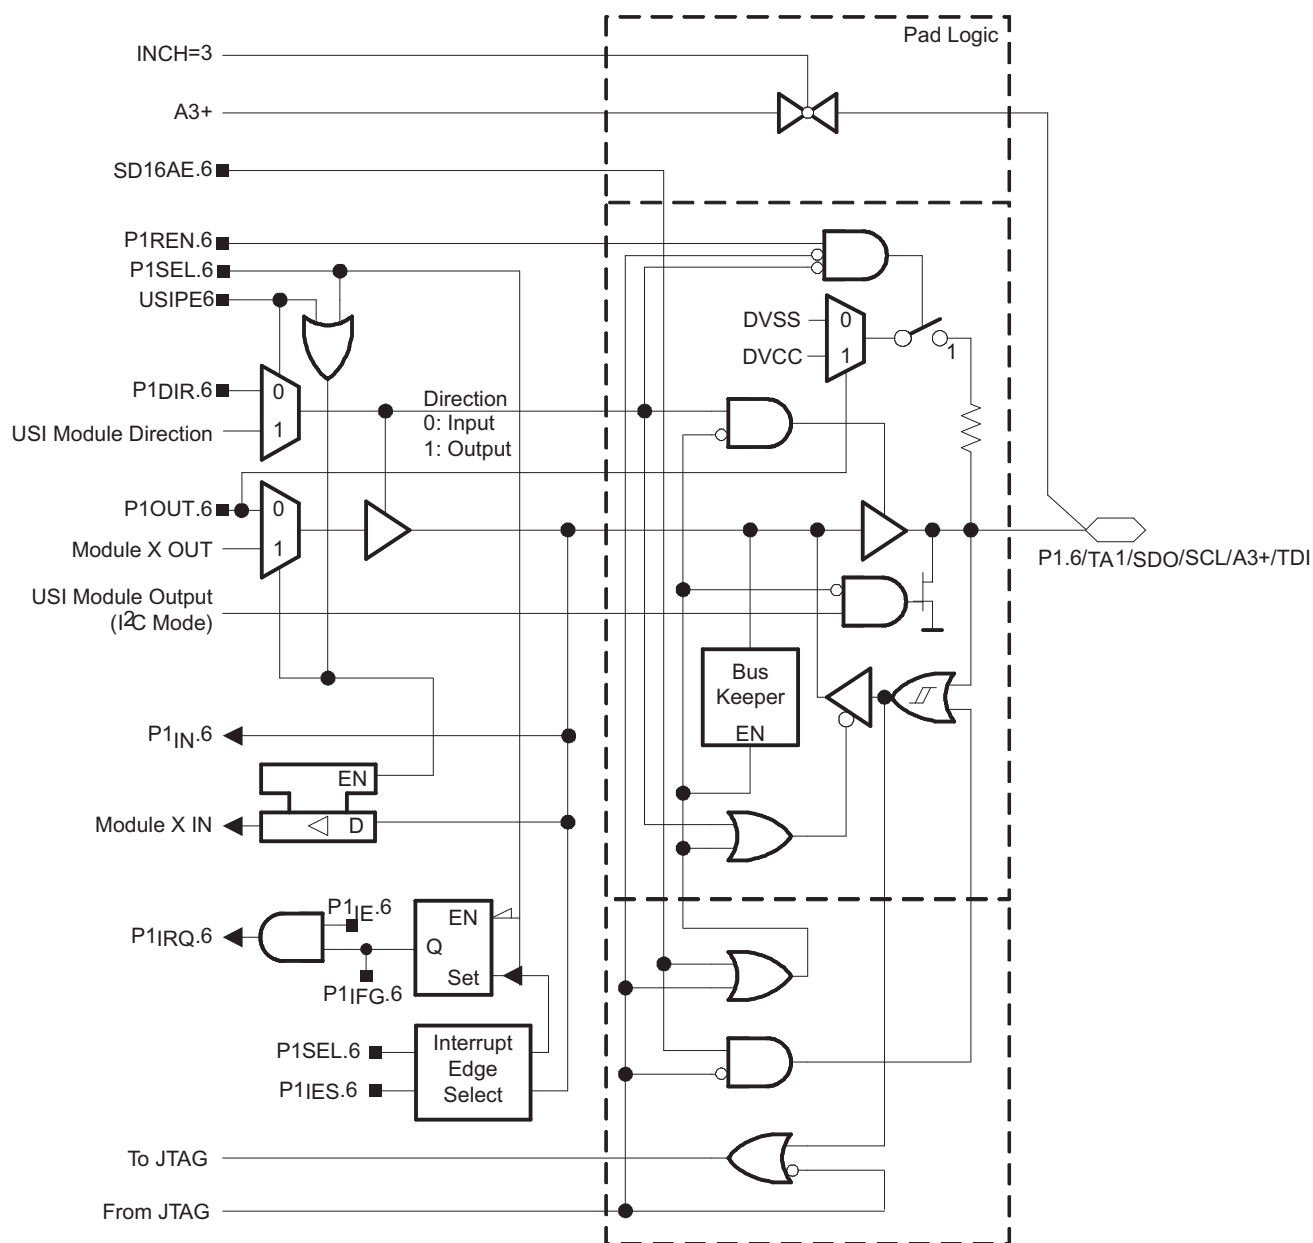 Pad Logic
INCH=3
A3+
SD16AE.6
P1REN.6
P1SEL.6
USIPE6
DVSS
0
DVCC
1
1
P1DIR.6
0
USI Module Direction
1
Direction
0: Input
1: Output
P1OUT.6
0
Module X OUT
1
P1.6/TA1/SDO/SCL/A3+/TDI
USI Module Output
(I2C Mode)
Bus
Keeper
EN
P1IN.6
EN
Module X IN
D
P1IE.6
EN
P1IRQ.6
Q
Set
P1IFG.6
P1SEL.6
Interrupt
Edge
Select
P1IES.6
To JTAG
From JTAG